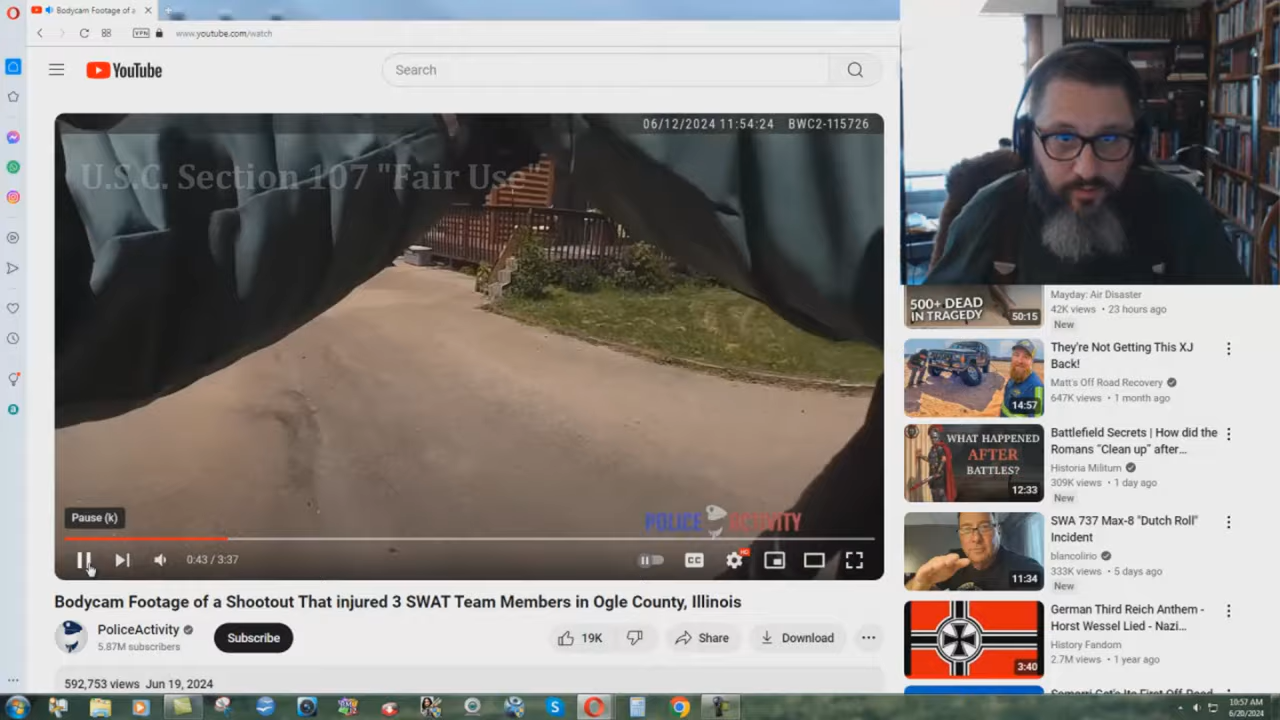 Bodycam Footage of a
VPN
www.youtube.com/watch
YouTube
Search
06/12/2024 11:54:24 BWC2-115726
U.S.C. Section 107 "Fair Use"
POLICE ACTIVITY
Pause (k)
0:43 / 3:37
CC
HD
Bodycam Footage of a Shootout That injured 3 SWAT Team Members in Ogle County, Illinois
PoliceActivity
5.87M subscribers
Subscribe
19K
Share
Download
592,753 views Jun 19, 2024
500+ DEAD
IN TRAGEDY
50:15
Mayday: Air Disaster
42K views • 23 hours ago
New
14:57
They're Not Getting This XJ
Back!
Matt's Off Road Recovery
647K views • 1 month ago
WHAT HAPPENED
AFTER
BATTLES?
12:33
Battlefield Secrets | How did the
Romans “Clean up” after...
Historia Militum
309K views • 1 day ago
New
11:34
SWA 737 Max-8 "Dutch Roll"
Incident
blancolirio
333K views • 5 days ago
New
3:40
German Third Reich Anthem -
Horst Wessel Lied - Nazi...
History Fandom
2.7M views • 1 year ago
10:57 AM
6/20/2024